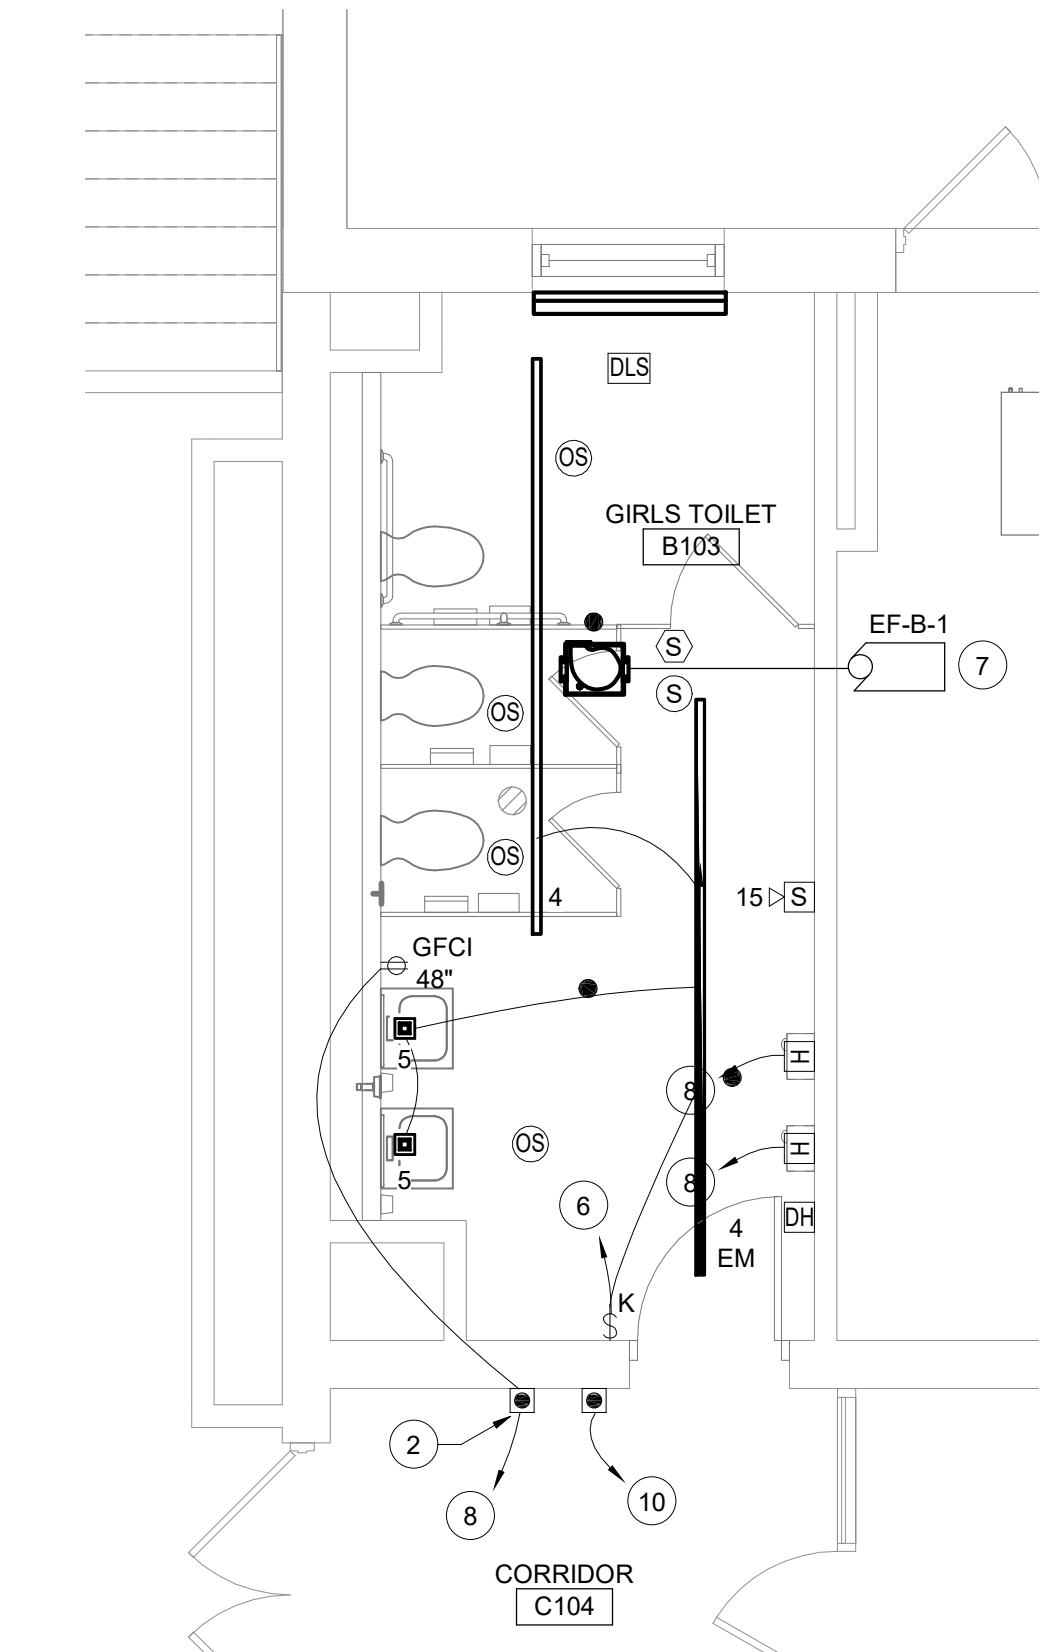 DLS
OS
GIRLS TOILET
B103
EF-B-1
7
S
S
OS
OS
4
15 S
GFCI
48"
5
H
8
5
OS
H
8
6
DH
4
EM
K
S
2
8
10
CORRIDOR
C104